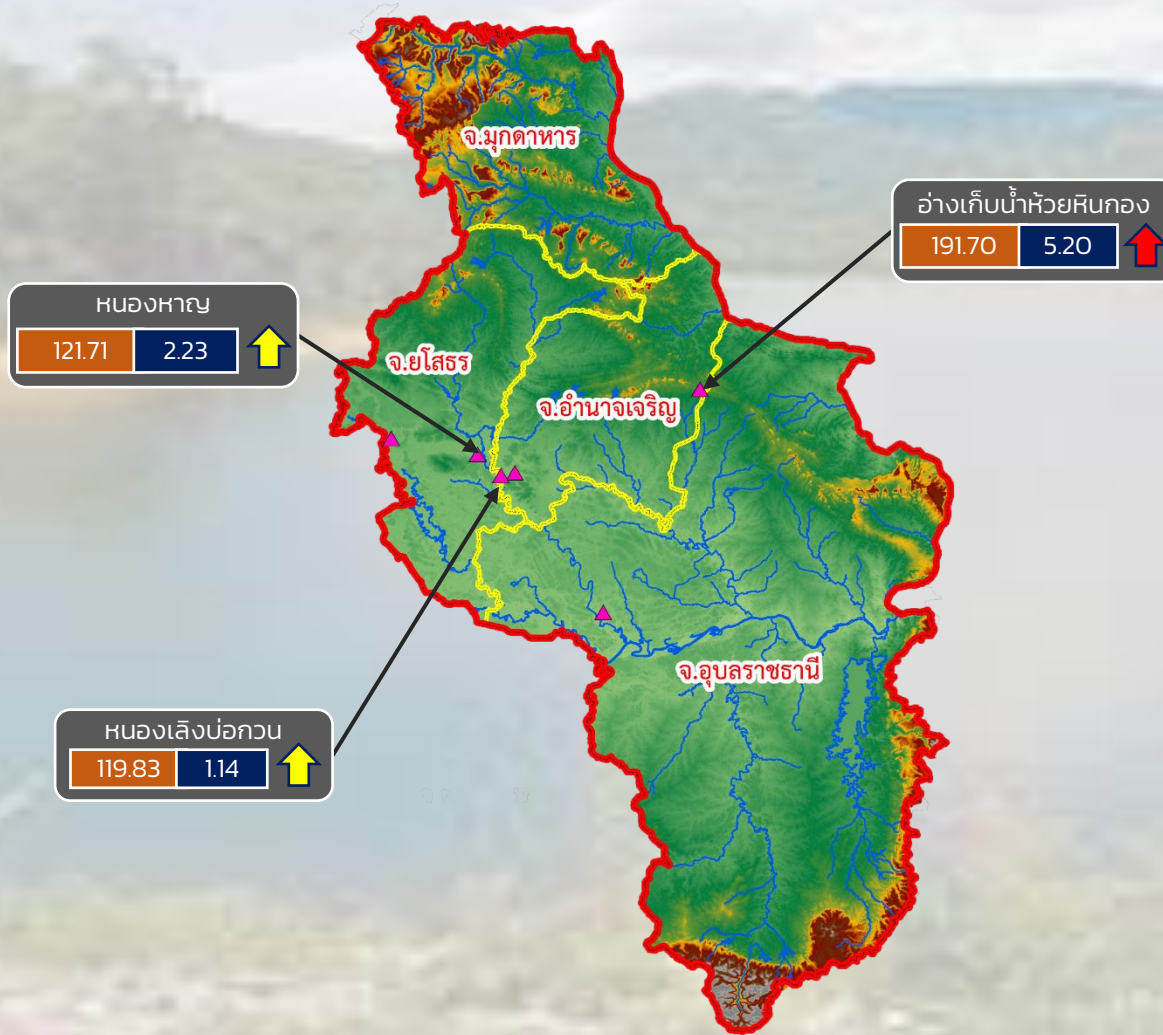 จ.มุกดาหาร
อ่างเก็บน้ำห้วยหินกอง
191.70 5.20
หนองหาญ
121.71 2.23
จ.ยโสธร
จ.อำนาจเจริญ
จ.อุบลราชธานี
หนองเลิงบ่อกวน
119.83 1.14